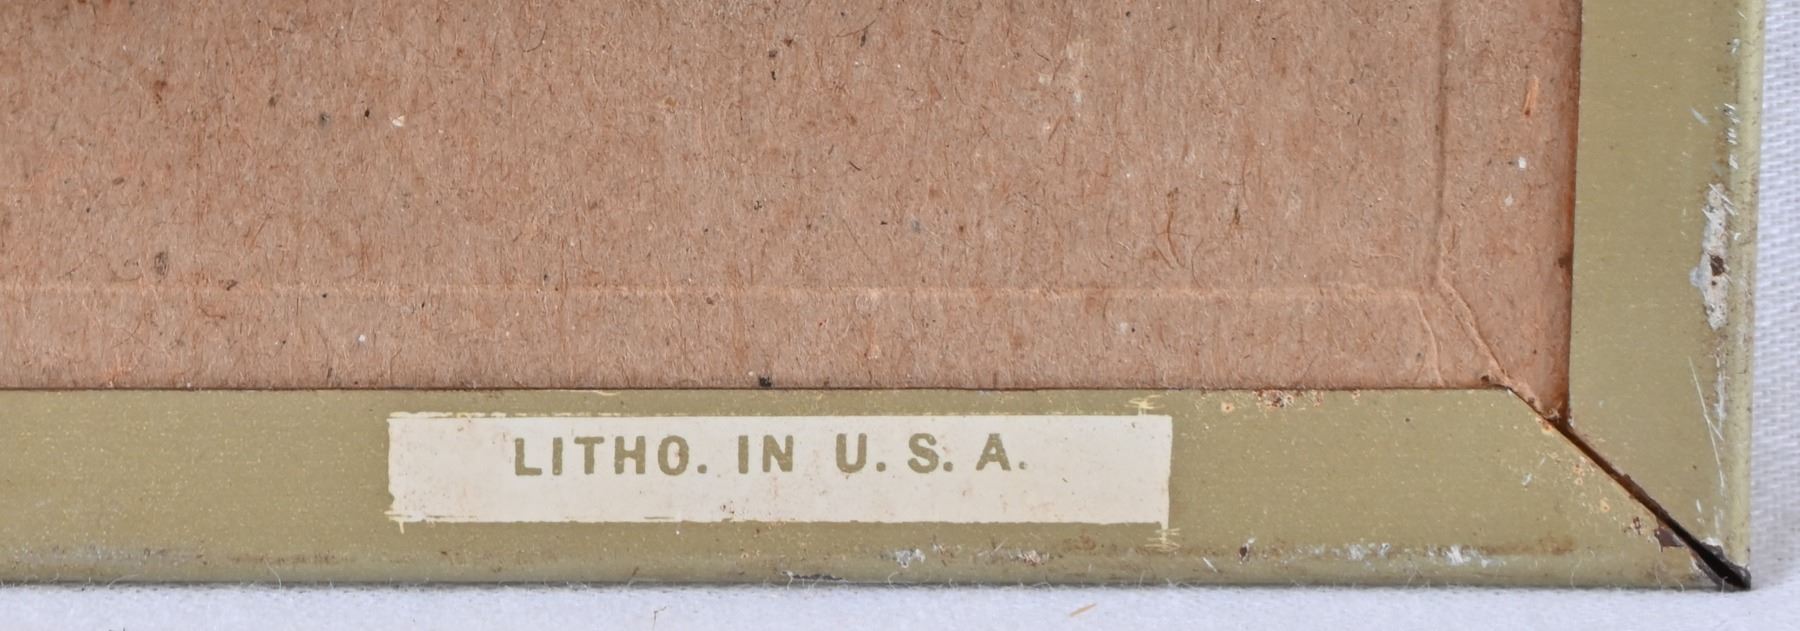 LITHO. IN U. S. A.